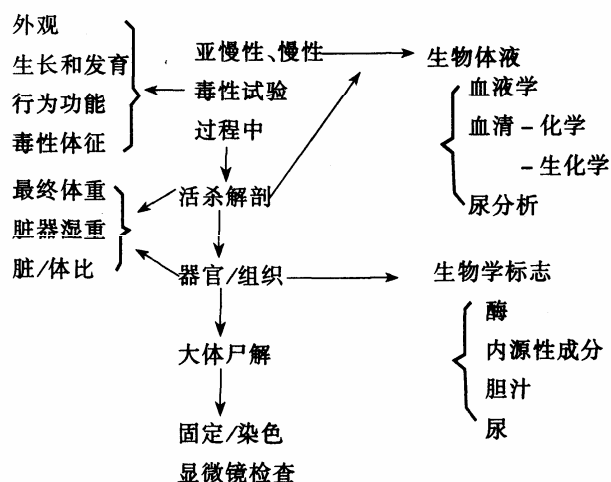 外观
生长和发育
行为功能
毒性体征
亚慢性、慢性
毒性试验
过程中
生物体液
血液学
血清-化学
-生化学
尿分析
最终体重
脏器湿重
脏/体比
活杀解剖
器官/组织
生物学标志
酶
内源性成分
胆汁
尿
大体尸解
固定/染色
显微镜检查